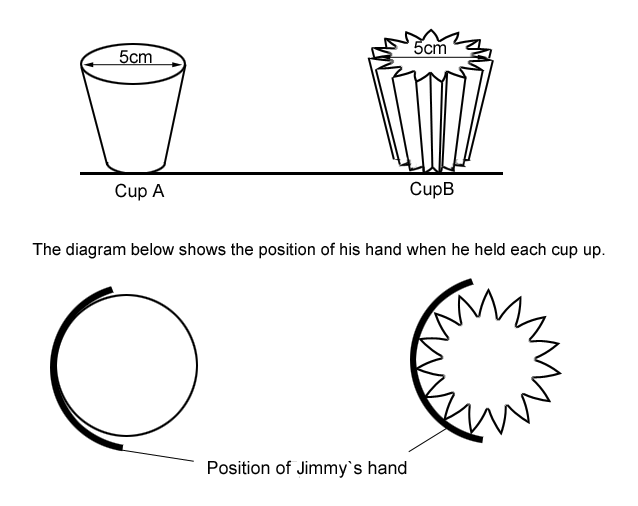 5cm
5cm
Cup A
CupB
The diagram below shows the position of his hand when he held each cup up.
Position of Jimmy`s hand